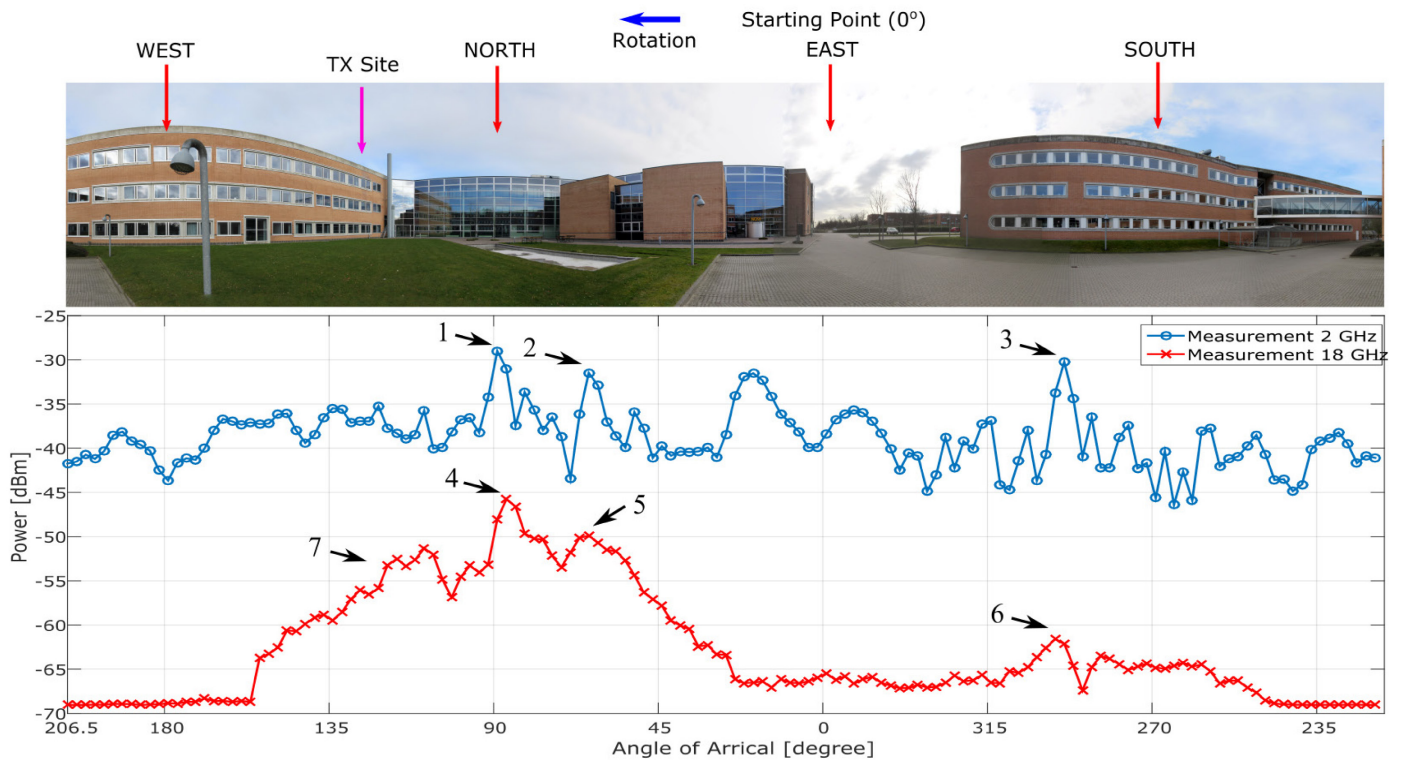 Starting Point (0°)
Rotation
WEST
TX Site
NORTH
EAST
SOUTH
-25
-30
-35
-40
-45
-50
-55
-60
-65
-70
Power [dBm]
1
2
3
4
5
6
7
Measurement 2 GHz
Measurement 18 GHz
206.5 180 135 90 45 0 315 270 235
Angle of Arrical [degree]